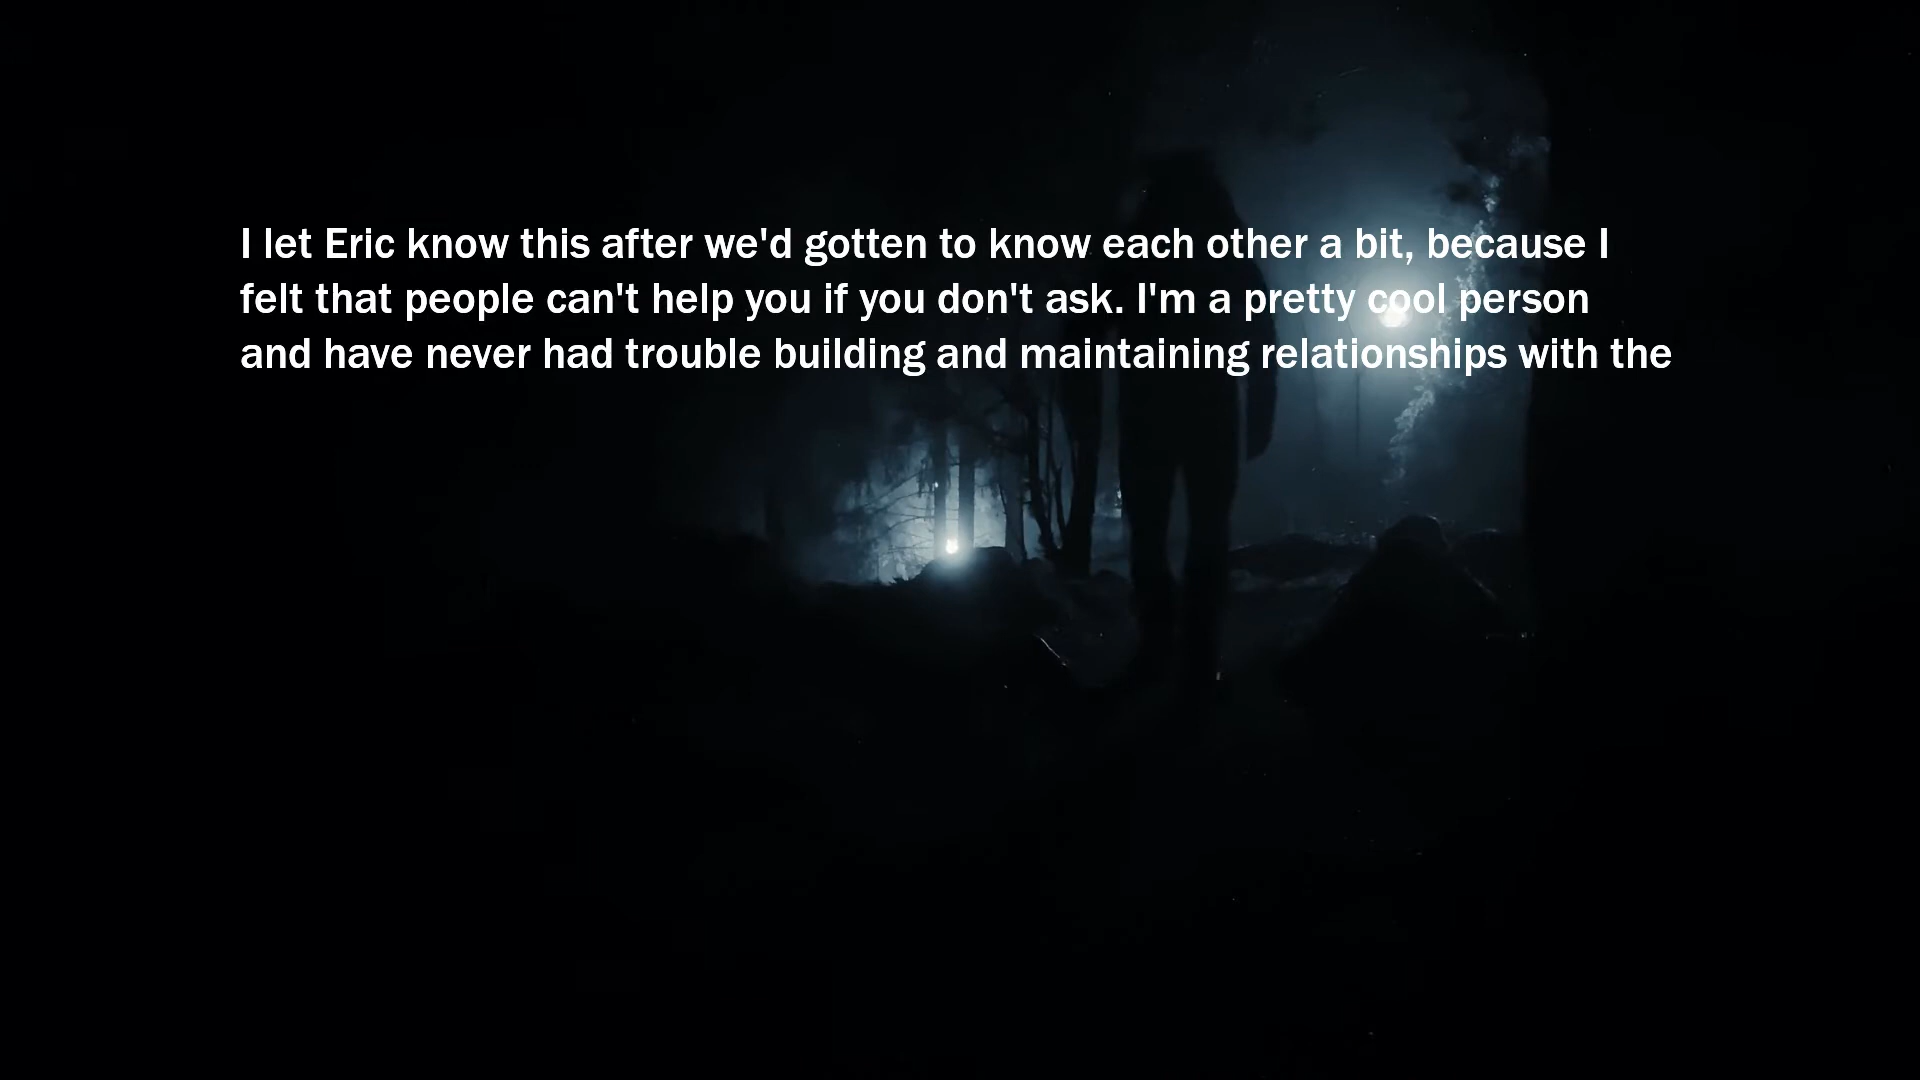 I let Eric know this after we'd gotten to know each other a bit, because I
felt that people can't help you if you don't ask. I'm a pretty cool person
and have never had trouble building and maintaining relationships with the